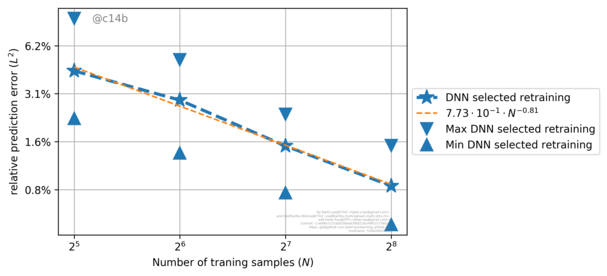 @c14b
6.2%
3.1%
1.6%
0.8%
relative prediction error (L²)
2⁵
2⁶
2⁷
2⁸
Number of traning samples (N)
DNN selected retraining
7.73 · 10⁻¹ · N⁻⁰·⁸¹
Max DNN selected retraining
Min DNN selected retraining